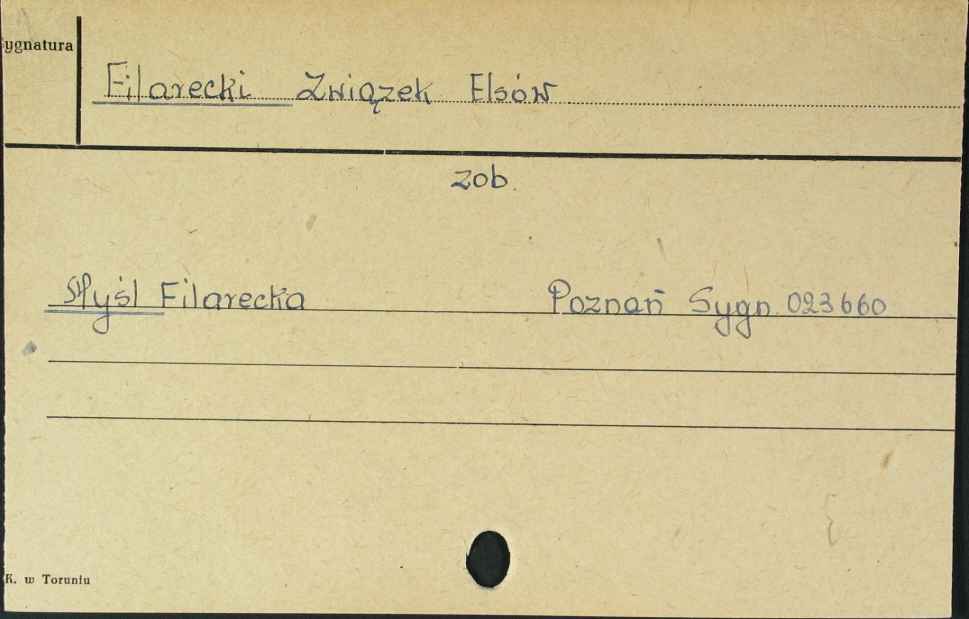 ygnatura
Filarecki Związek Elsów
zob.
Myśl Filarecka Poznań Sygn. 023660
K. w Toruniu